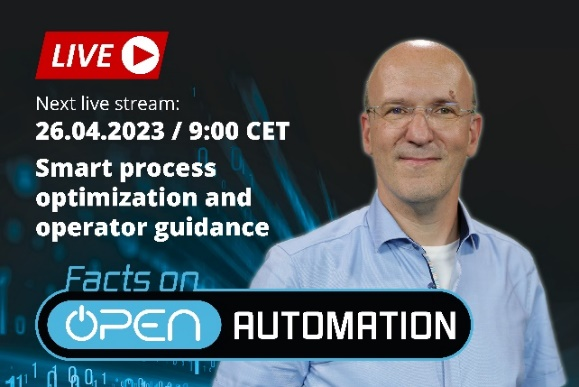 LIVE
Next live stream:
26.04.2023 / 9:00 CET
Smart process
optimization and
operator guidance
Facts on
OPEN AUTOMATION